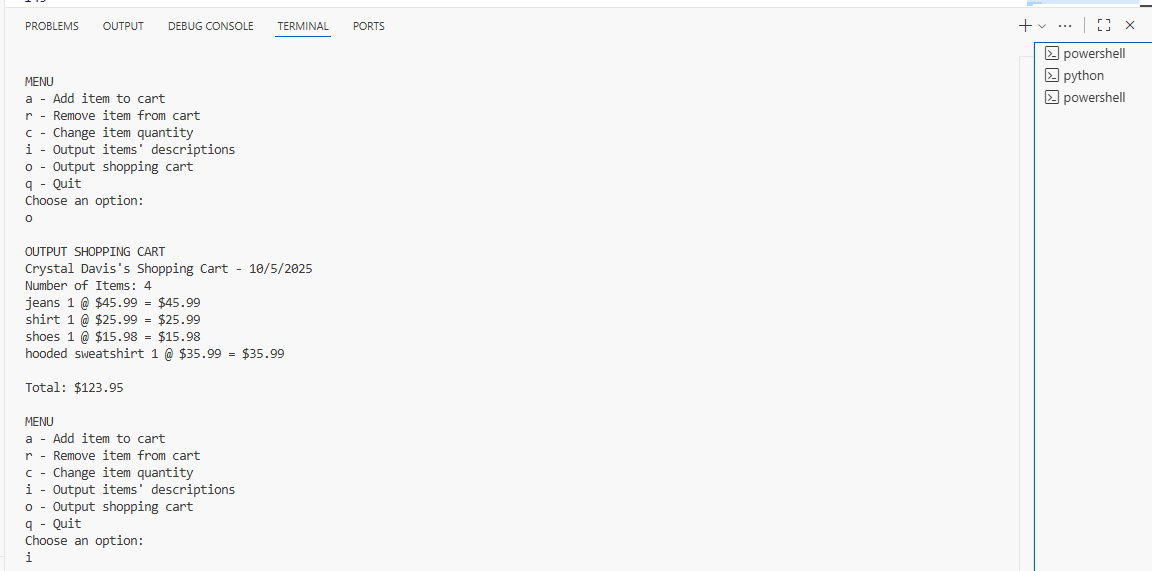 PROBLEMS OUTPUT DEBUG CONSOLE TERMINAL PORTS
powershell
python
powershell
MENU
a - Add item to cart
r - Remove item from cart
c - Change item quantity
i - Output items' descriptions
o - Output shopping cart
q - Quit
Choose an option:
o
OUTPUT SHOPPING CART
Crystal Davis's Shopping Cart - 10/5/2025
Number of Items: 4
jeans 1 @ $45.99 = $45.99
shirt 1 @ $25.99 = $25.99
shoes 1 @ $15.98 = $15.98
hooded sweatshirt 1 @ $35.99 = $35.99
Total: $123.95
MENU
a - Add item to cart
r - Remove item from cart
c - Change item quantity
i - Output items' descriptions
o - Output shopping cart
q - Quit
Choose an option:
i